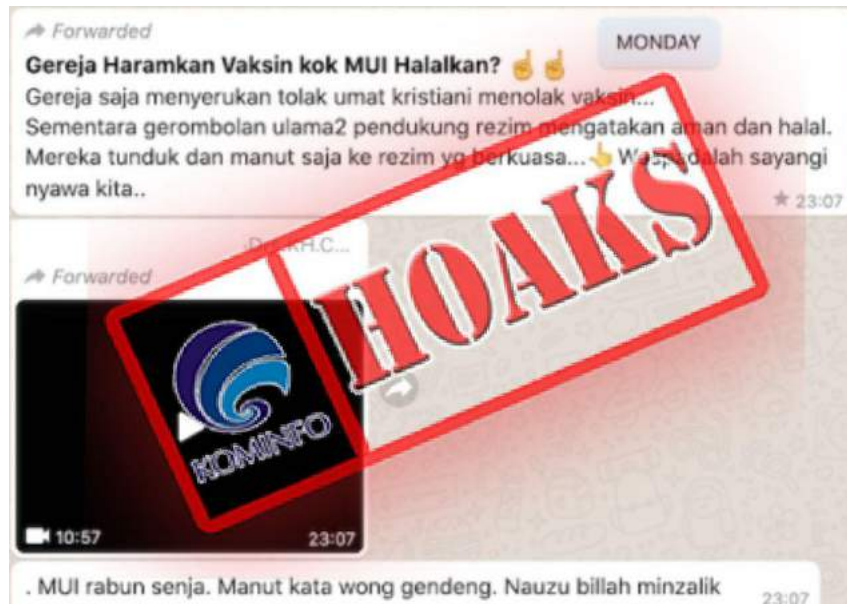 Forwarded
MONDAY
Gereja Haramkan Vaksin kok MUI Halalkan? ☝️☝️
Gereja saja menyerukan tolak umat kristiani menolak vaksin...
Sementara gerombolan ulama2 pendukung rezim mengatakan aman dan halal.
Mereka tunduk dan manut saja ke rezim yg berkuasa...👆 Waspadalah sayangi
nyawa kita..
23:07
Forwarded
HOAKS
KOMINFO
10:57
23:07
. MUI rabun senja. Manut kata wong gendeng. Nauzu billah minzalik
23:07